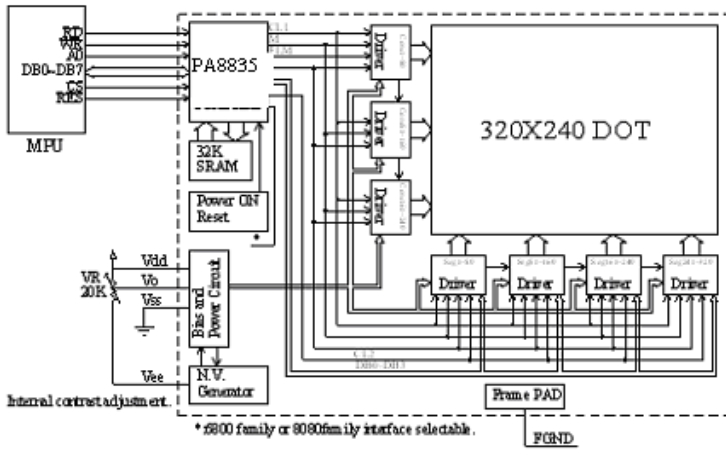 RD
WR
A0
DB0~DB7
CS
RES
MPU
PA8835
CL1
M
FLM
32K
SRAM
Power ON
Reset
*
Driver
Driver
Driver
320X240 DOT
Driver
Driver
Driver
Driver
Vdd
VR
20K
Vo
Vss
Vee
Bias and
Power Circuit
N.V.
Generator
CL2
Internal contrast adjustment.
Frame PAD
FGND
*:6800 family or 8080family interface selectable.